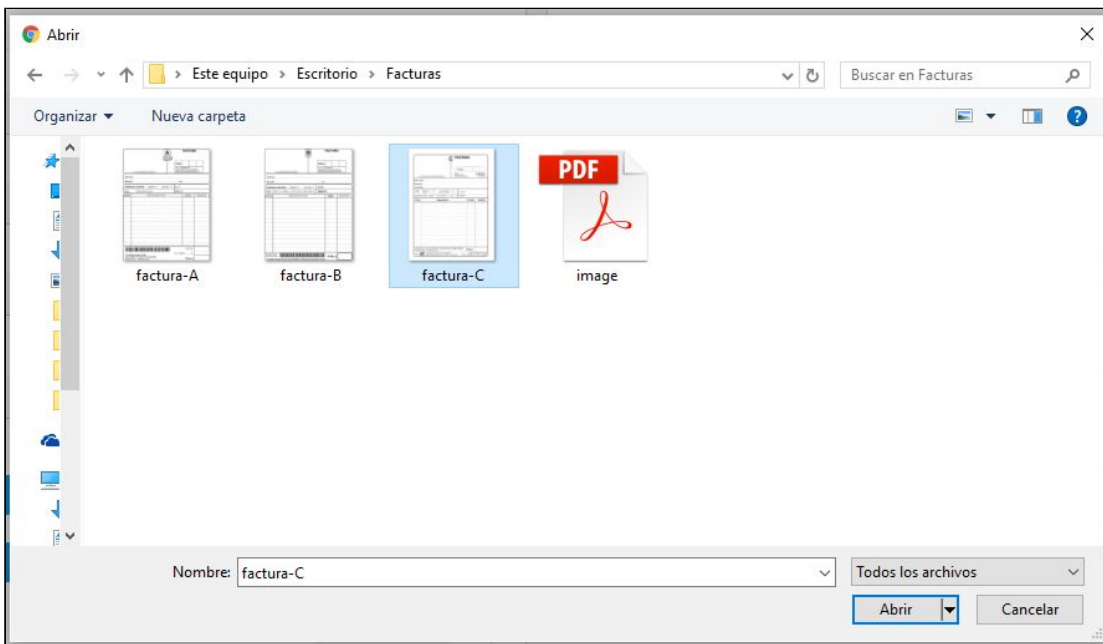 Abrir
Este equipo > Escritorio > Facturas
Buscar en Facturas
Organizar
Nueva carpeta
PDF
factura-A
factura-B
factura-C
image
Nombre: factura-C
Todos los archivos
Abrir
Cancelar